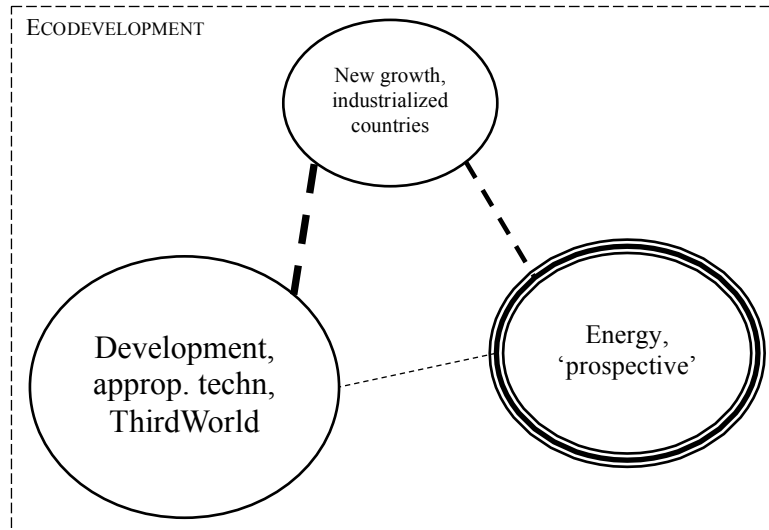 ECODEVELOPMENT
New growth,
industrialized
countries
Development,
approp. techn,
ThirdWorld
Energy,
‘prospective’